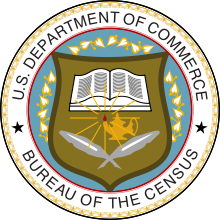 U.S. DEPARTMENT OF COMMERCE
BUREAU OF THE CENSUS